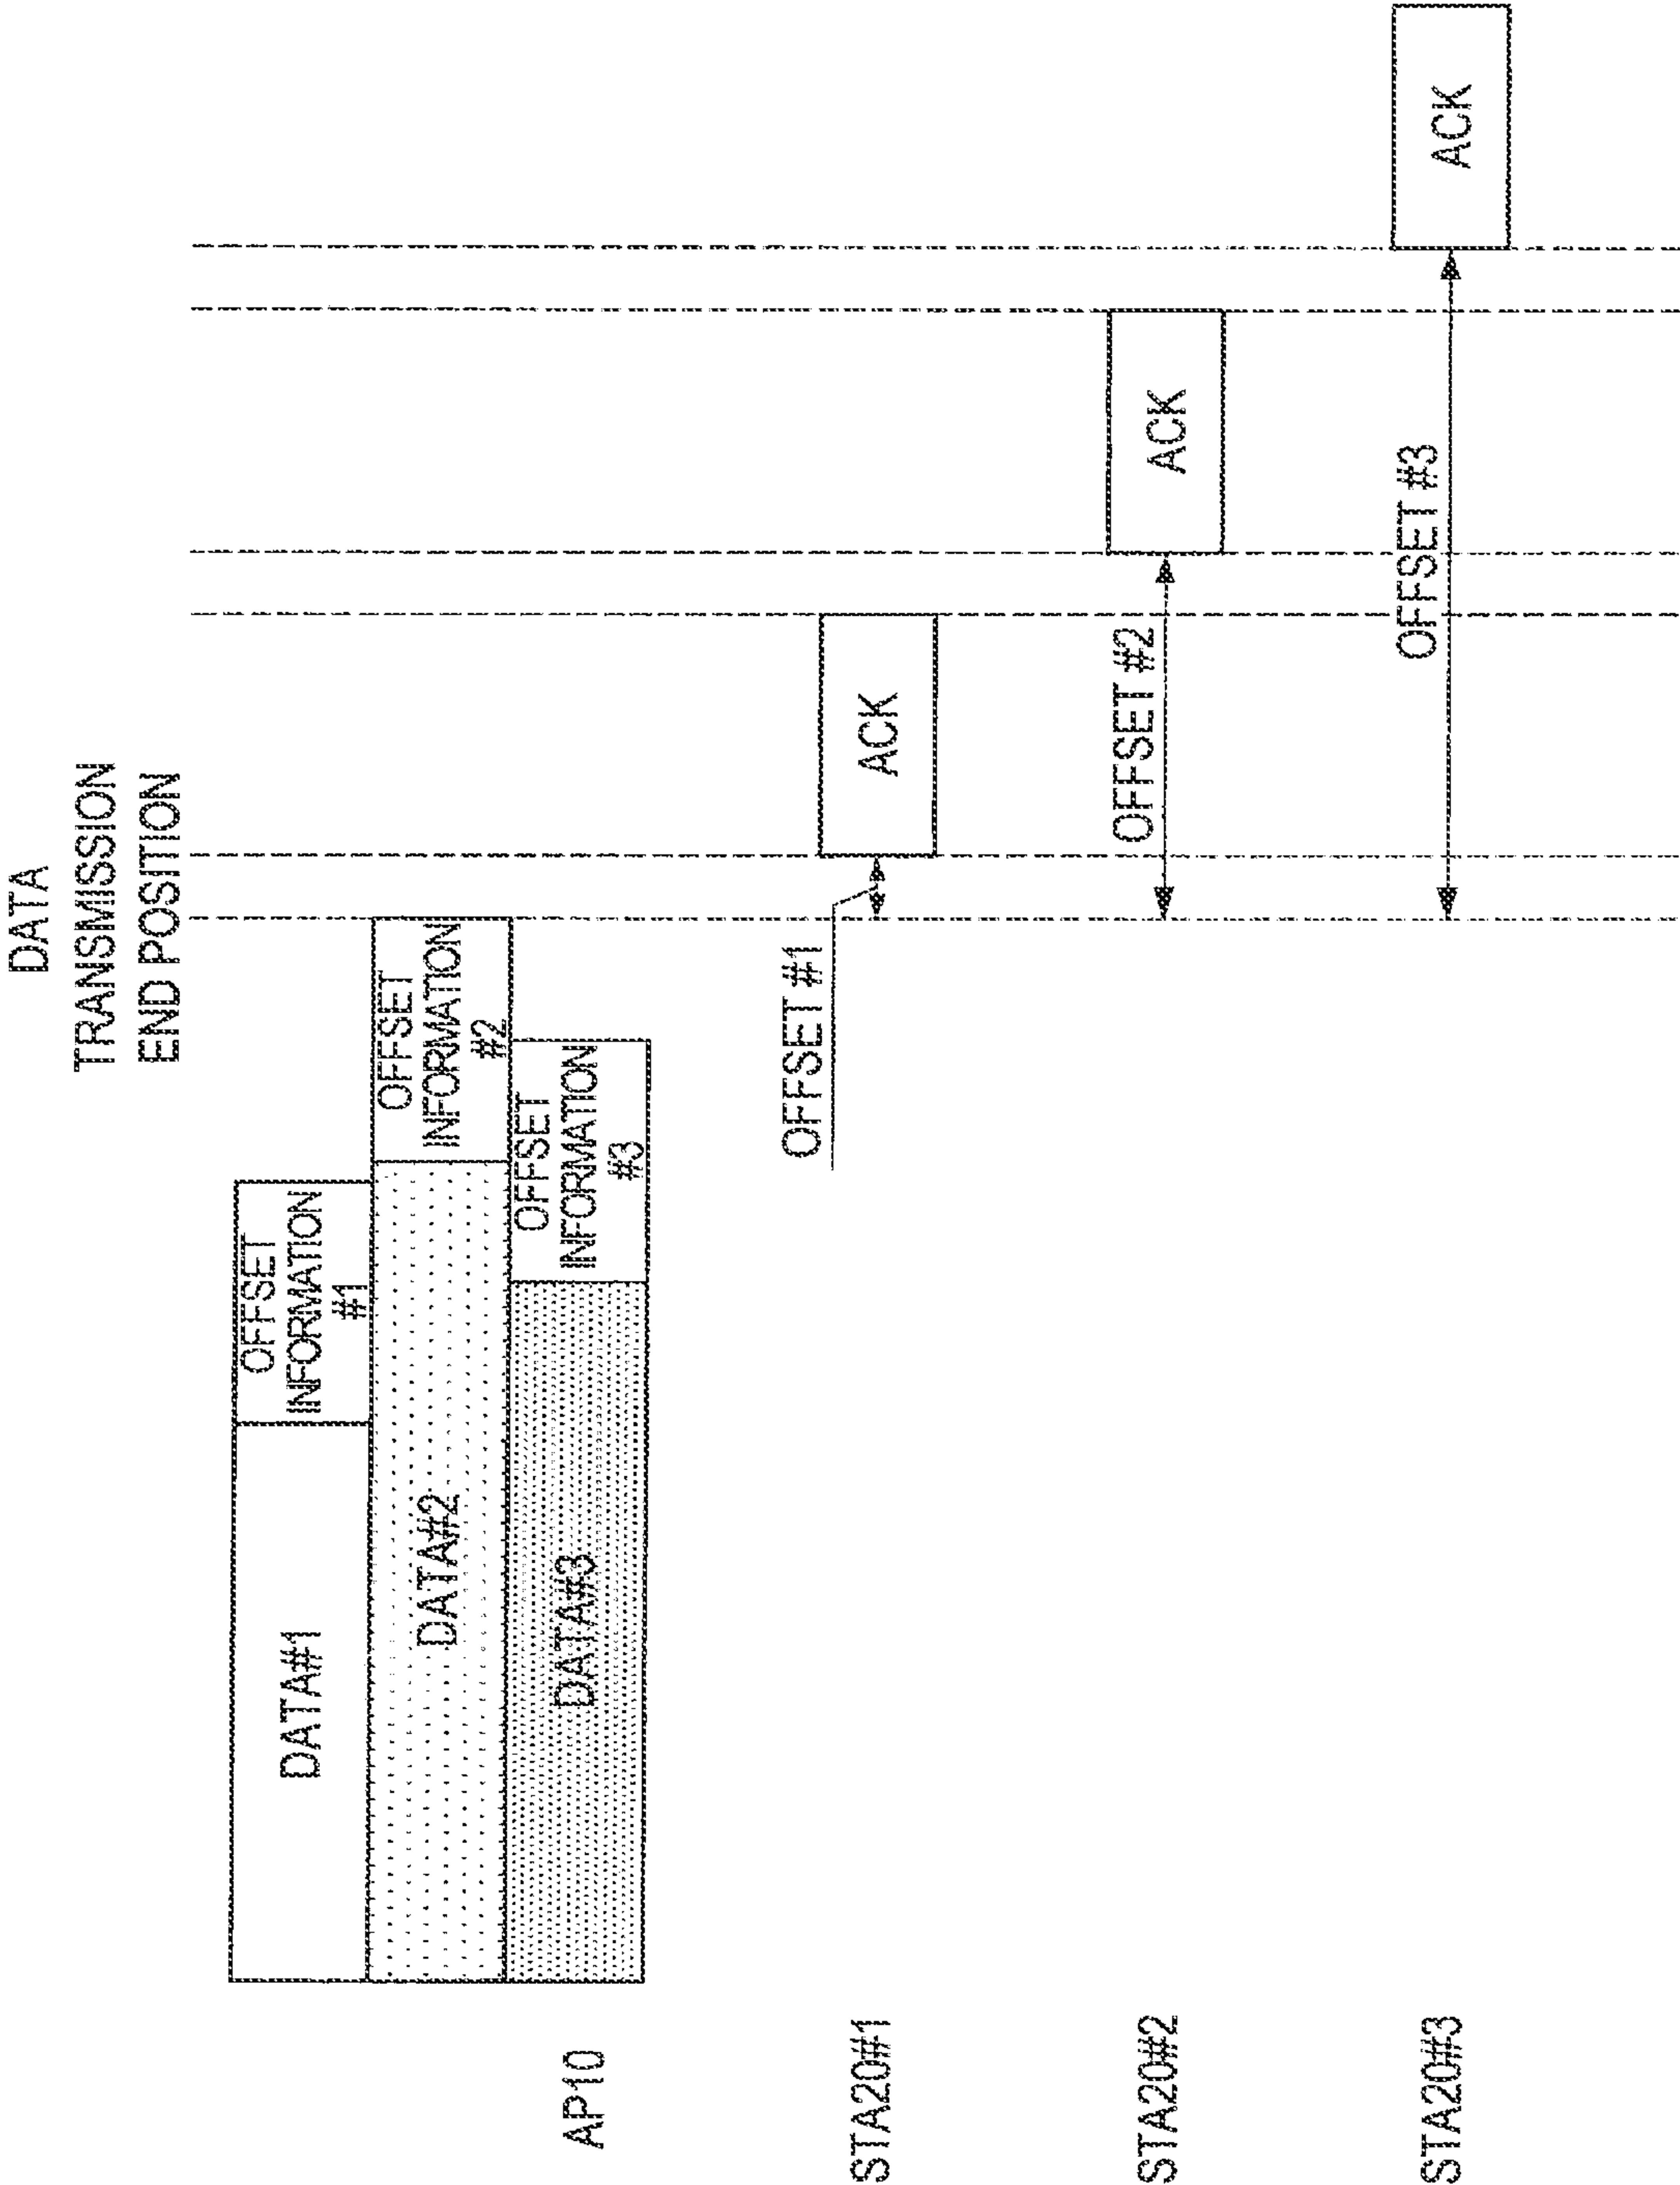 DATA
TRANSMISSION
END POSITION
OFFSET
INFORMATION
#1
DATA#1
OFFSET
INFORMATION
#2
DATA#2
OFFSET
INFORMATION
#3
DATA#3
AP10
OFFSET #1
ACK
STA20#1
OFFSET #2
ACK
STA20#2
OFFSET #3
ACK
STA20#3